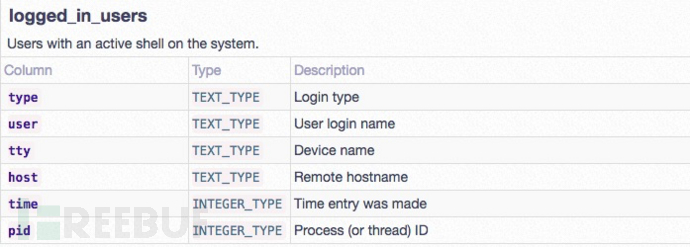 logged_in_users
Users with an active shell on the system.
Column Type Description
type TEXT_TYPE Login type
user TEXT_TYPE User login name
tty TEXT_TYPE Device name
host TEXT_TYPE Remote hostname
time INTEGER_TYPE Time entry was made
pid INTEGER_TYPE Process (or thread) ID
FREEBUF